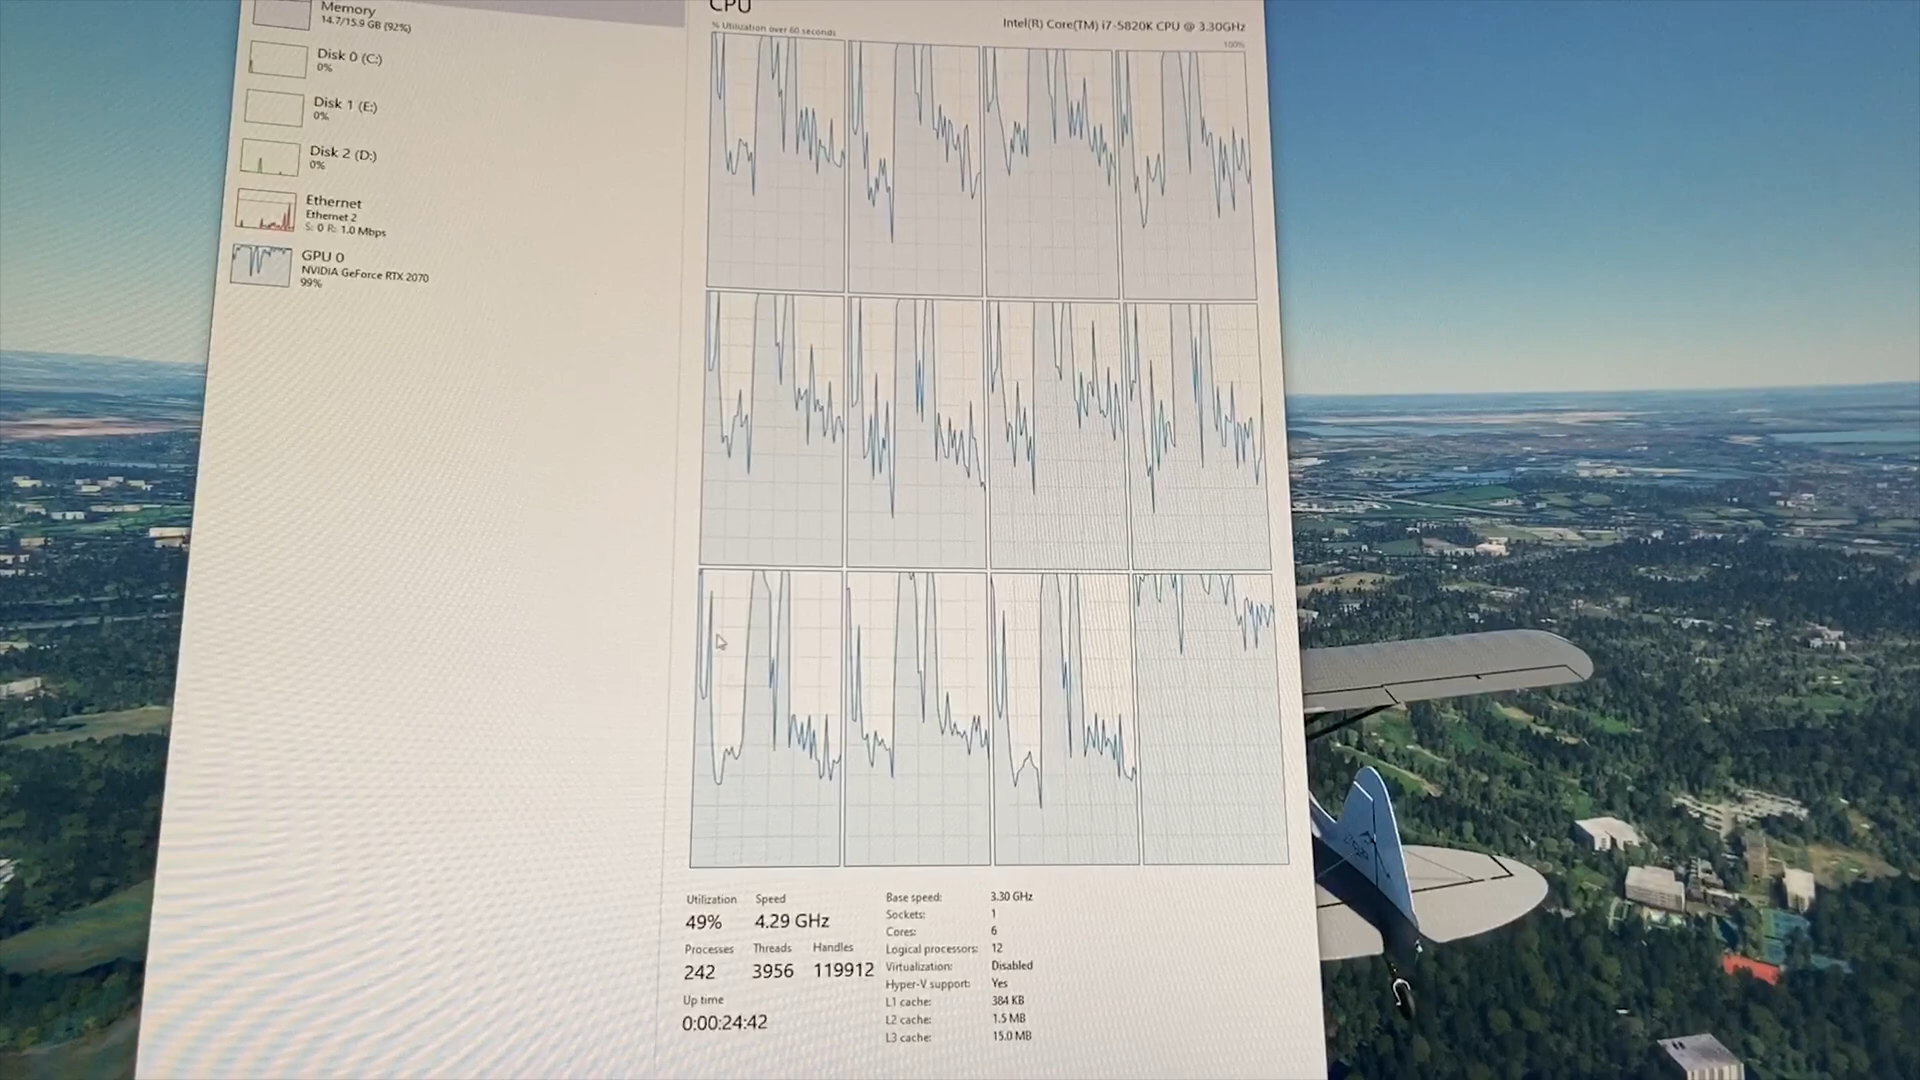 Memory
14.7/15.9 GB (92%)
Disk 0 (C:)
0%
Disk 1 (E:)
0%
Disk 2 (D:)
0%
Ethernet
Ethernet 2
S: 0 R: 1.0 Mbps
GPU 0
NVIDIA GeForce RTX 2070
99%
CPU
Intel(R) Core(TM) i7-5820K CPU @ 3.30GHz
% Utilization over 60 seconds
100%
Utilization
49%
Speed
4.29 GHz
Processes
242
Threads
3956
Handles
119912
Up time
0:00:24:42
Base speed: 3.30 GHz
Sockets: 1
Cores: 6
Logical processors: 12
Virtualization: Disabled
Hyper-V support: Yes
L1 cache: 384 KB
L2 cache: 1.5 MB
L3 cache: 15.0 MB